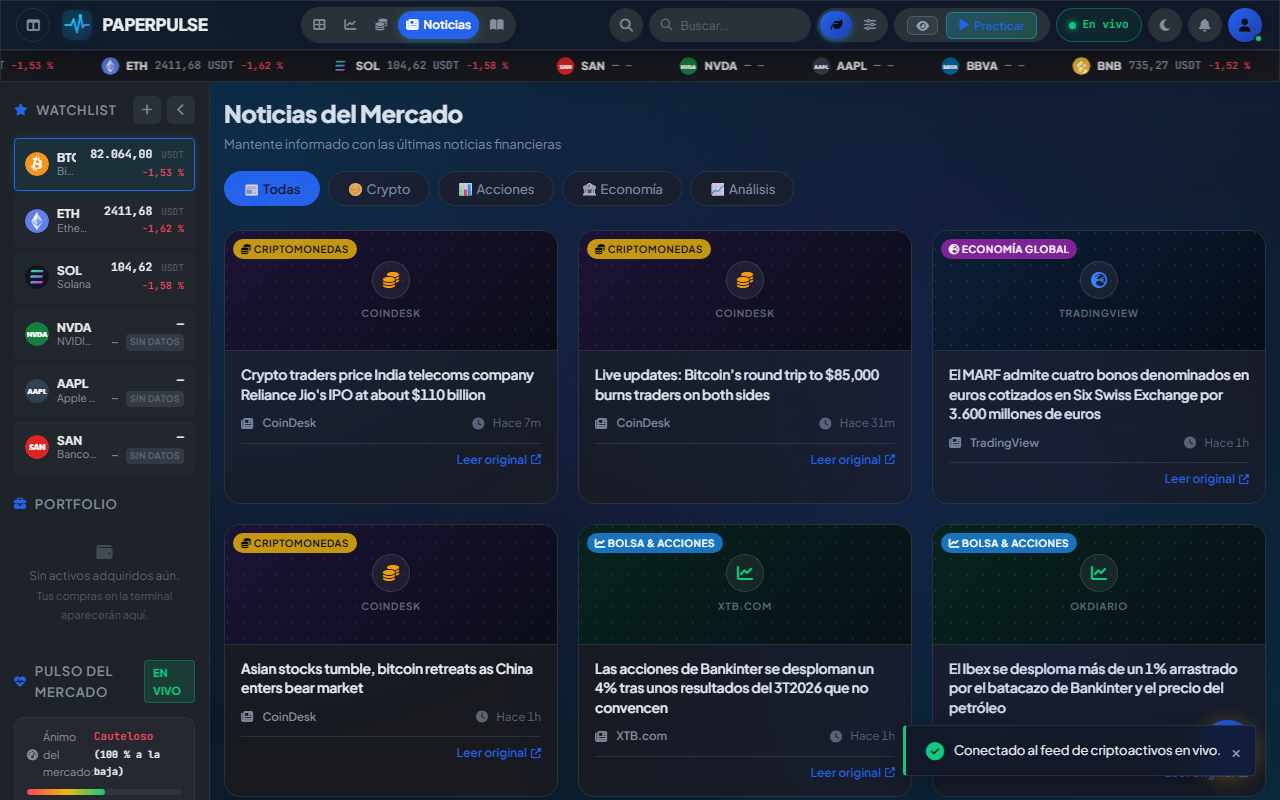 PAPERPULSE
Noticias
Buscar...
Practicar
En vivo
-1,53 %
ETH 2411,68 USDT -1,62 %
SOL 104,62 USDT -1,58 %
SAN — —
NVDA — —
AAPL — —
BBVA — —
BNB 735,27 USDT -1,52 %
WATCHLIST
BTC 82.064,00 USDT
Bi... -1,53 %
ETH 2411,68 USDT
Ethe... -1,62 %
SOL 104,62 USDT
Solana -1,58 %
NVDA —
NVIDI... — SIN DATOS
AAPL —
Apple ... — SIN DATOS
SAN —
Banco... — SIN DATOS
PORTFOLIO
Sin activos adquiridos aún.
Tus compras en la terminal
aparecerán aquí.
PULSO DEL
MERCADO
EN
VIVO
Ánimo
del
mercado:
Cauteloso
(100 % a la
baja)
Noticias del Mercado
Mantente informado con las últimas noticias financieras
Todas
Crypto
Acciones
Economía
Análisis
CRIPTOMONEDAS
COINDESK
Crypto traders price India telecoms company
Reliance Jio's IPO at about $110 billion
CoinDesk Hace 7m
Leer original
CRIPTOMONEDAS
COINDESK
Live updates: Bitcoin’s round trip to $85,000
burns traders on both sides
CoinDesk Hace 31m
Leer original
ECONOMÍA GLOBAL
TRADINGVIEW
El MARF admite cuatro bonos denominados en
euros cotizados en Six Swiss Exchange por
3.600 millones de euros
TradingView Hace 1h
Leer original
CRIPTOMONEDAS
COINDESK
Asian stocks tumble, bitcoin retreats as China
enters bear market
CoinDesk Hace 1h
Leer original
BOLSA & ACCIONES
XTB.COM
Las acciones de Bankinter se desploman un
4% tras unos resultados del 3T2026 que no
convencen
XTB.com Hace 1h
Leer original
BOLSA & ACCIONES
OKDIARIO
El Ibex se desploma más de un 1% arrastrado
por el batacazo de Bankinter y el precio del
petróleo
Conectado al feed de criptoactivos en vivo.